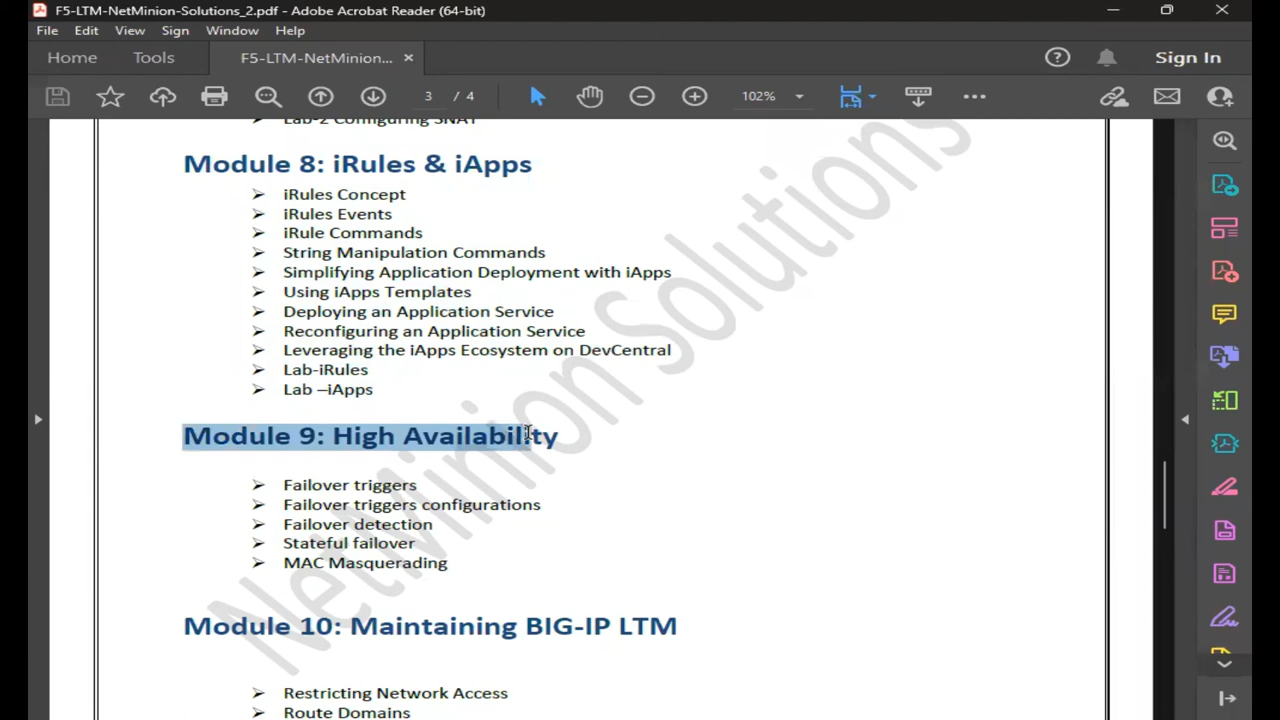 F5-LTM-NetMinion-Solutions_2.pdf - Adobe Acrobat Reader (64-bit)
File Edit View Sign Window Help
Home Tools F5-LTM-NetMinion... × Sign In
3 / 4 102%
Lab-2 Configuring SNAT
Module 8: iRules & iApps
➢ iRules Concept
➢ iRules Events
➢ iRule Commands
➢ String Manipulation Commands
➢ Simplifying Application Deployment with iApps
➢ Using iApps Templates
➢ Deploying an Application Service
➢ Reconfiguring an Application Service
➢ Leveraging the iApps Ecosystem on DevCentral
➢ Lab-iRules
➢ Lab –iApps
Module 9: High Availability
➢ Failover triggers
➢ Failover triggers configurations
➢ Failover detection
➢ Stateful failover
➢ MAC Masquerading
Module 10: Maintaining BIG-IP LTM
➢ Restricting Network Access
➢ Route Domains
NetMinion Solutions